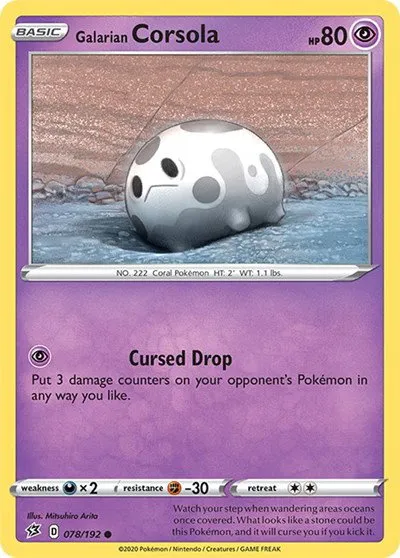 BASIC Galarian Corsola HP 80
NO. 222 Coral Pokémon HT: 2' WT: 1.1 lbs.
Cursed Drop
Put 3 damage counters on your opponent's Pokémon in
any way you like.
weakness ×2 resistance -30 retreat
Illus. Mitsuhiro Arita
D 078/192
Watch your step when wandering areas oceans
once covered. What looks like a stone could be
this Pokémon, and it will curse you if you kick it.
©2020 Pokémon / Nintendo / Creatures / GAME FREAK